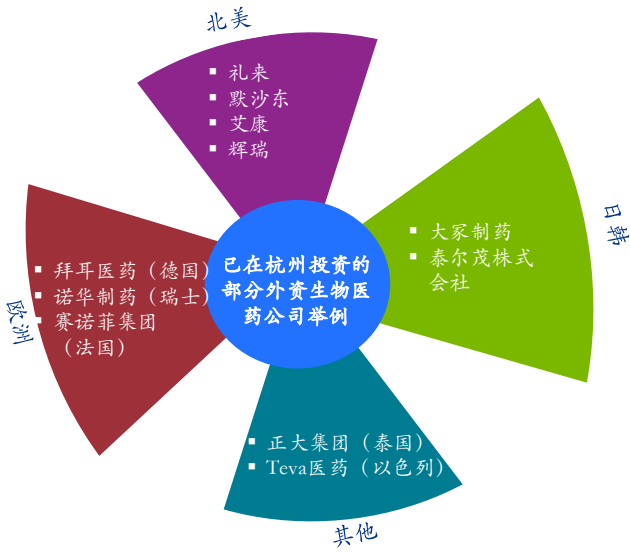 北美
礼来
默沙东
艾康
辉瑞
日韩
大冢制药
泰尔茂株式
会社
已在杭州投资的
部分外资生物医
药公司举例
欧洲
拜耳医药（德国）
诺华制药（瑞士）
赛诺菲集团
（法国）
正大集团（泰国）
Teva医药（以色列）
其他